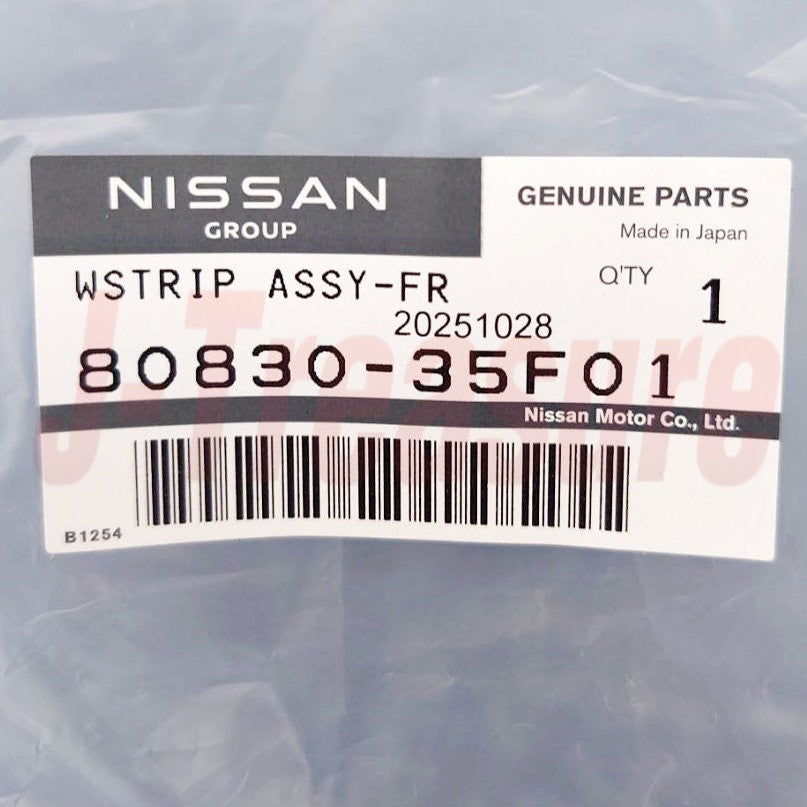 NISSAN
GROUP
GENUINE PARTS
Made in Japan
WSTRIP ASSY-FR
Q'TY 1
20251028
80830-35F01
Nissan Motor Co., Ltd.
J-Treasure
B1254